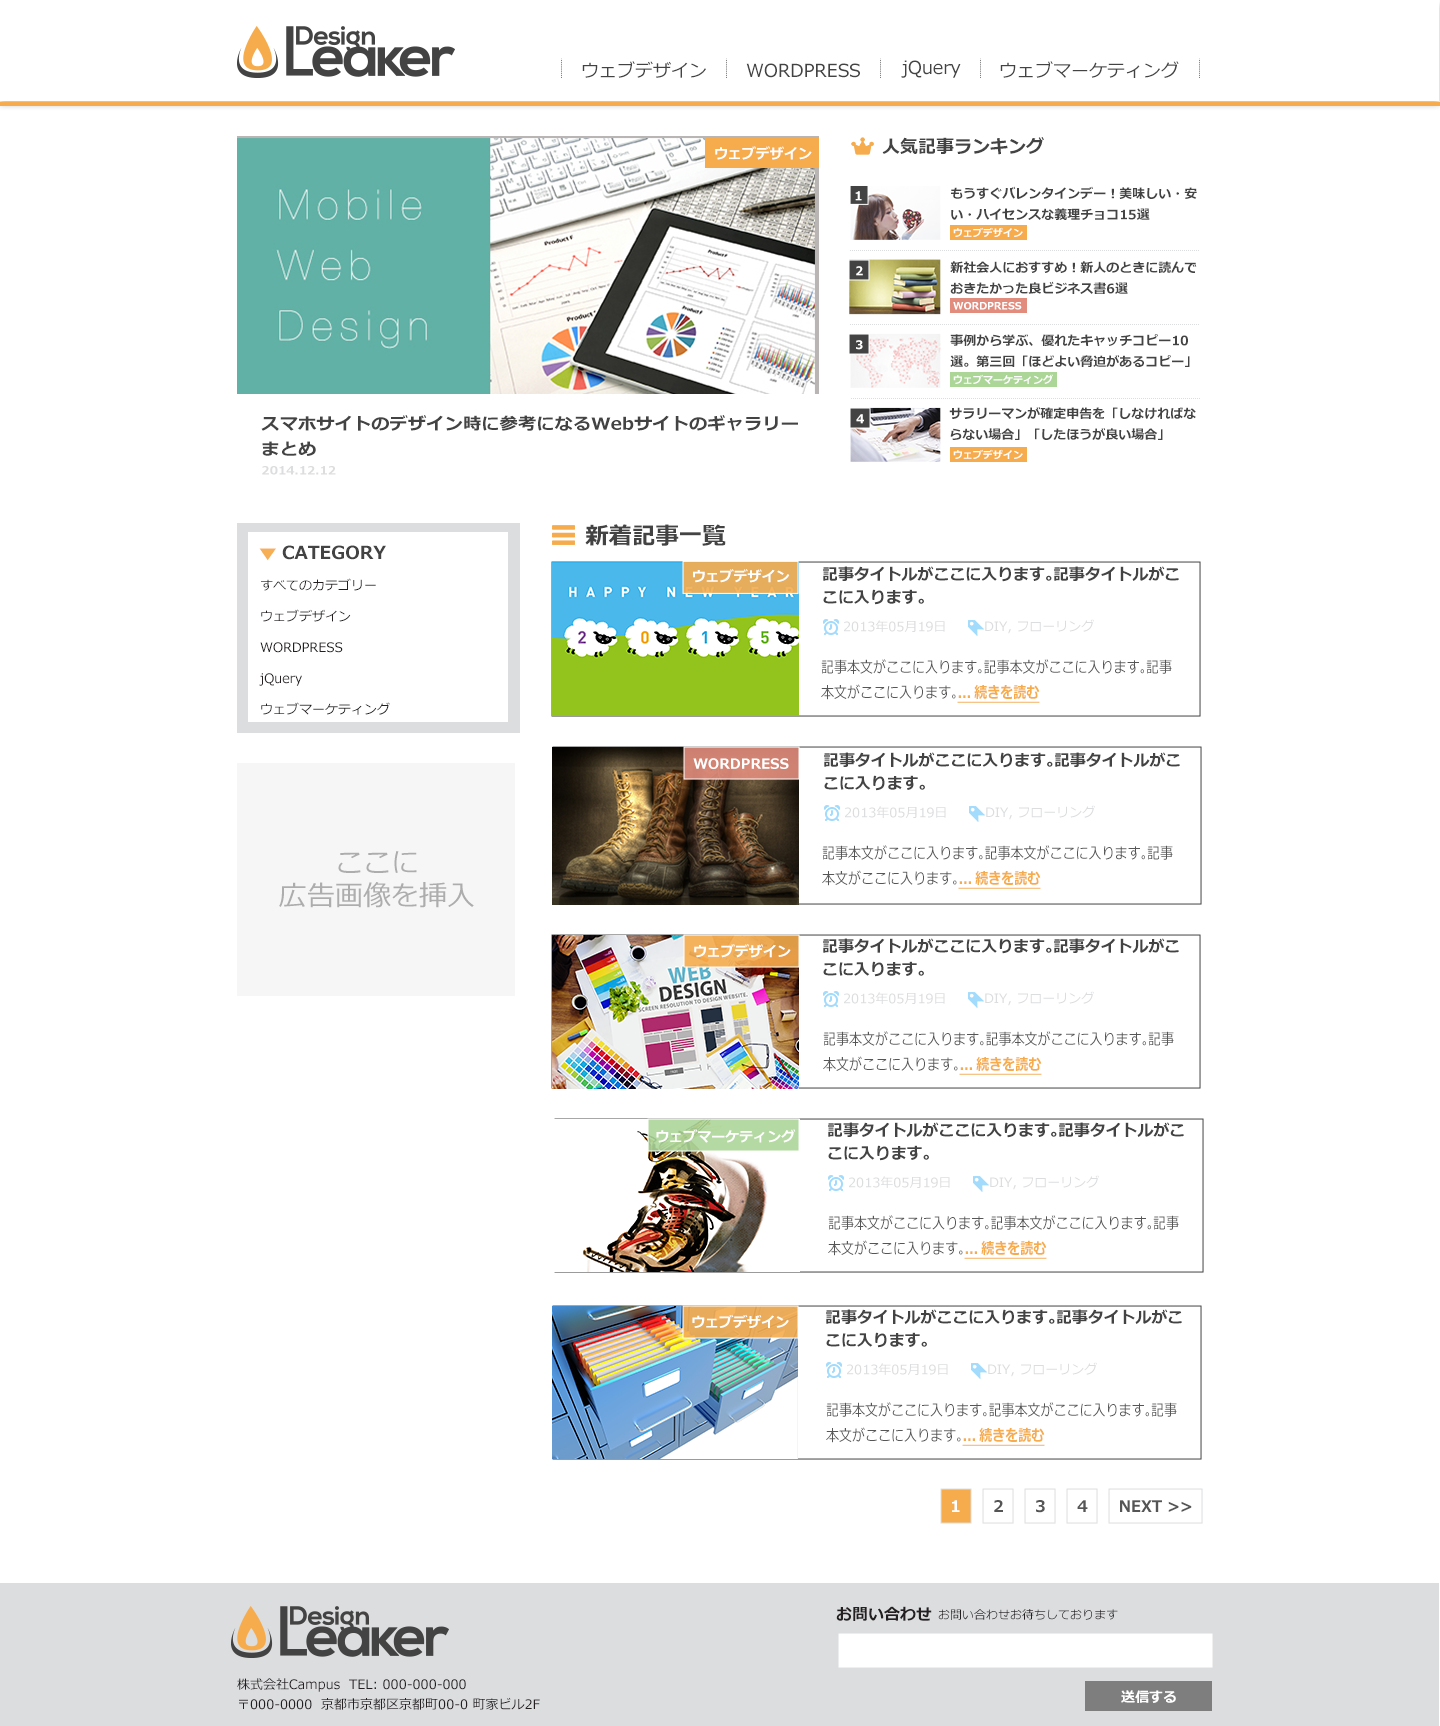 Design
Leaker
ウェブデザイン
WORDPRESS
jQuery
ウェブマーケティング
Mobile
Web
Design
ウェブデザイン
スマホサイトのデザイン時に参考になるWebサイトのギャラリー
まとめ
2014.12.12
人気記事ランキング
1
もうすぐバレンタインデー！美味しい・安
い・ハイセンスな義理チョコ15選
ウェブデザイン
2
新社会人におすすめ！新人のときに読んで
おきたかった良ビジネス書6選
WORDPRESS
3
事例から学ぶ、優れたキャッチコピー10
選。第三回「ほどよい脅迫があるコピー」
ウェブマーケティング
4
サラリーマンが確定申告を「しなければな
らない場合」「したほうが良い場合」
ウェブデザイン
CATEGORY
すべてのカテゴリー
ウェブデザイン
WORDPRESS
jQuery
ウェブマーケティング
ここに
広告画像を挿入
新着記事一覧
ウェブデザイン
HAPPY NEW YEAR
2 0 1 5
記事タイトルがここに入ります。記事タイトルがこ
こに入ります。
2013年05月19日 DIY, フローリング
記事本文がここに入ります。記事本文がここに入ります。記事
本文がここに入ります。... 続きを読む
WORDPRESS
記事タイトルがここに入ります。記事タイトルがこ
こに入ります。
2013年05月19日 DIY, フローリング
記事本文がここに入ります。記事本文がここに入ります。記事
本文がここに入ります。... 続きを読む
ウェブデザイン
WEB
DESIGN
SCREEN RESOLUTION TO DESIGN WEBSITE.
記事タイトルがここに入ります。記事タイトルがこ
こに入ります。
2013年05月19日 DIY, フローリング
記事本文がここに入ります。記事本文がここに入ります。記事
本文がここに入ります。... 続きを読む
ウェブマーケティング
記事タイトルがここに入ります。記事タイトルがこ
こに入ります。
2013年05月19日 DIY, フローリング
記事本文がここに入ります。記事本文がここに入ります。記事
本文がここに入ります。... 続きを読む
ウェブデザイン
記事タイトルがここに入ります。記事タイトルがこ
こに入ります。
2013年05月19日 DIY, フローリング
記事本文がここに入ります。記事本文がここに入ります。記事
本文がここに入ります。... 続きを読む
1 2 3 4 NEXT >>
Design
Leaker
株式会社Campus TEL: 000-000-000
〒000-0000 京都市京都区京都町00-0 町家ビル2F
お問い合わせ お問い合わせお待ちしております
送信する